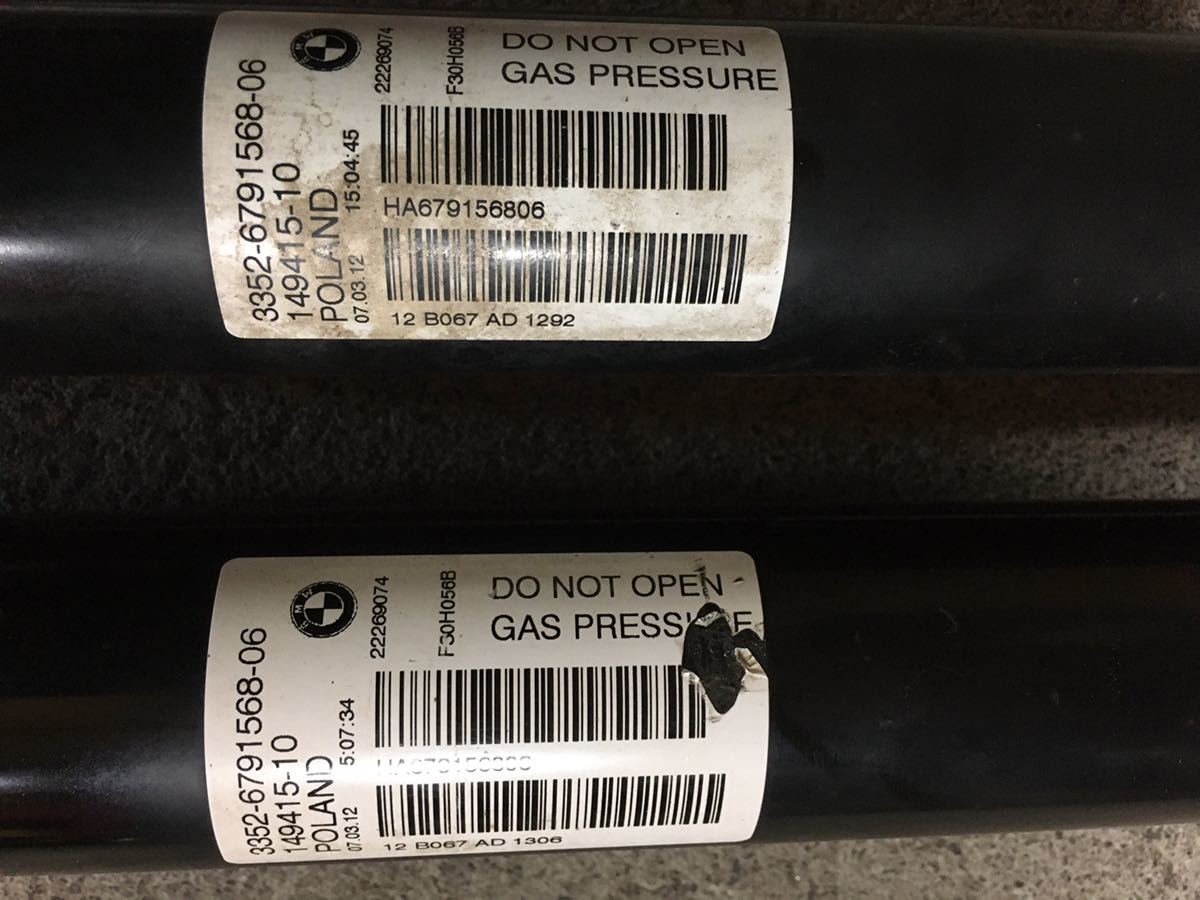 BMW
3352-6791568-06
149415-10
POLAND
07.03.12 15:04:45
22269074
F30H056B
DO NOT OPEN
GAS PRESSURE
HA679156806
12 B067 AD 1292
BMW
3352-6791568-06
149415-10
POLAND
07.03.12 5:07:34
22269074
F30H056B
DO NOT OPEN
GAS
12 B067 AD 1306